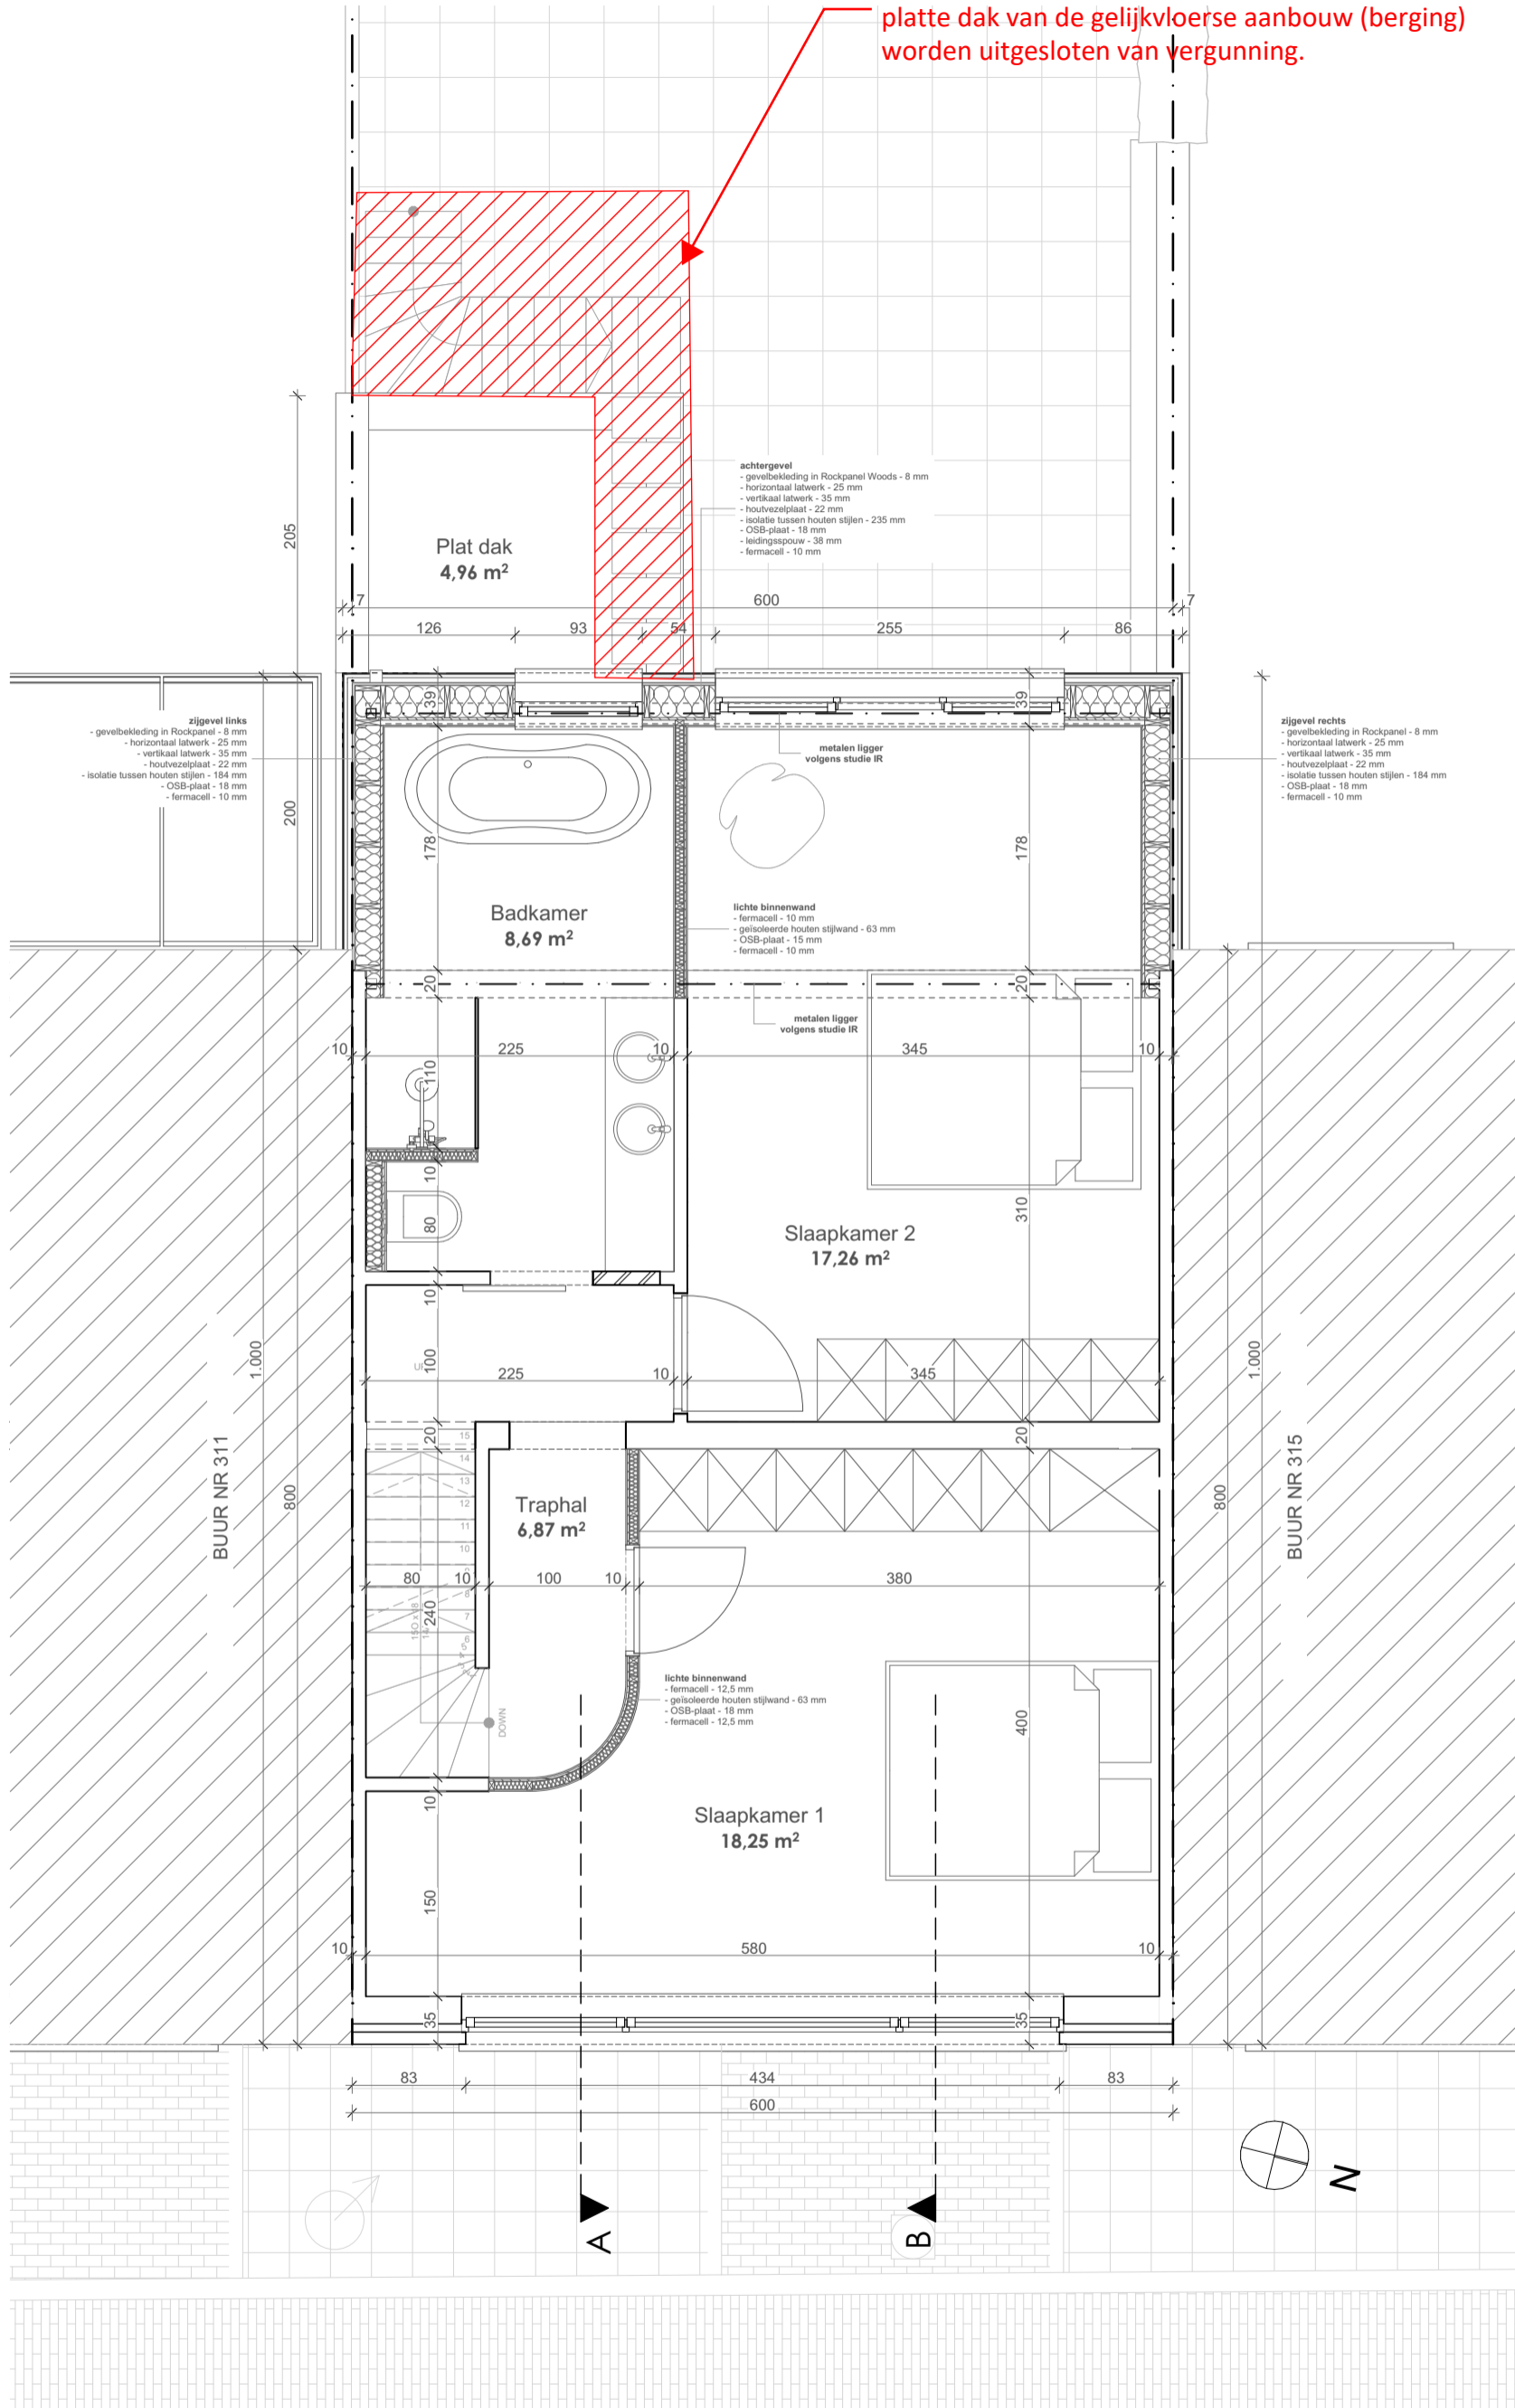 platte dak van de gelijkvloerse aanbouw (berging)
worden uitgesloten van vergunning.
achtergevel
- gevelbekleding in Rockpanel Woods - 8 mm
- horizontaal latwerk - 25 mm
- vertikaal latwerk - 35 mm
- houtvezelplaat - 22 mm
- isolatie tussen houten stijlen - 235 mm
- OSB-plaat - 18 mm
- leidingsspouw - 38 mm
- fermacell - 10 mm
205
Plat dak
4,96 m²
7
600
7
126
93
54
255
86
39
39
zijgevel links
- gevelbekleding in Rockpanel - 8 mm
- horizontaal latwerk - 25 mm
- vertikaal latwerk - 35 mm
- houtvezelplaat - 22 mm
- isolatie tussen houten stijlen - 184 mm
- OSB-plaat - 18 mm
- fermacell - 10 mm
zijgevel rechts
- gevelbekleding in Rockpanel - 8 mm
- horizontaal latwerk - 25 mm
- vertikaal latwerk - 35 mm
- houtvezelplaat - 22 mm
- isolatie tussen houten stijlen - 184 mm
- OSB-plaat - 18 mm
- fermacell - 10 mm
metalen ligger
volgens studie IR
200
178
178
Badkamer
8,69 m²
lichte binnenwand
- fermacell - 10 mm
- geïsoleerde houten stijlwand - 63 mm
- OSB-plaat - 15 mm
- fermacell - 10 mm
20
20
metalen ligger
volgens studie IR
10
225
10
345
10
110
10
80
310
Slaapkamer 2
17,26 m²
10
1.000
1.000
100
225
10
345
20
20
BUUR NR 311
BUUR NR 315
800
800
15
14
13
12
11
10
8
7
6
5
Traphal
6,87 m²
80
10
100
10
380
240
DOWN
lichte binnenwand
- fermacell - 12,5 mm
- geïsoleerde houten stijlwand - 63 mm
- OSB-plaat - 18 mm
- fermacell - 12,5 mm
400
10
Slaapkamer 1
18,25 m²
150
10
580
10
35
35
83
434
83
600
A
B
N